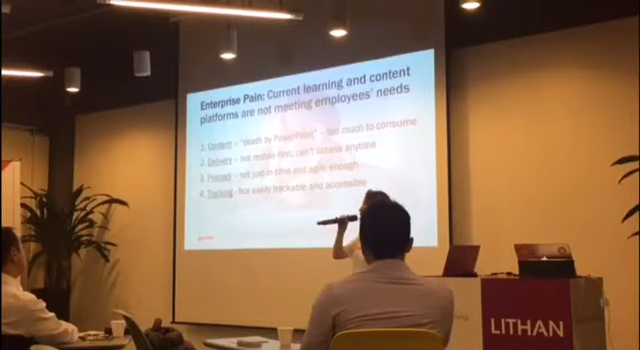 Enterprise Pain: Current learning and content
platforms are not meeting employees' needs
1. Content - "death by PowerPoint" - too much to consume
2. Delivery - not mobile firm, can't access anytime
3. Process - not just in time and agile enough
4. Tracking - Not easily trackable and accessible
LITHAN